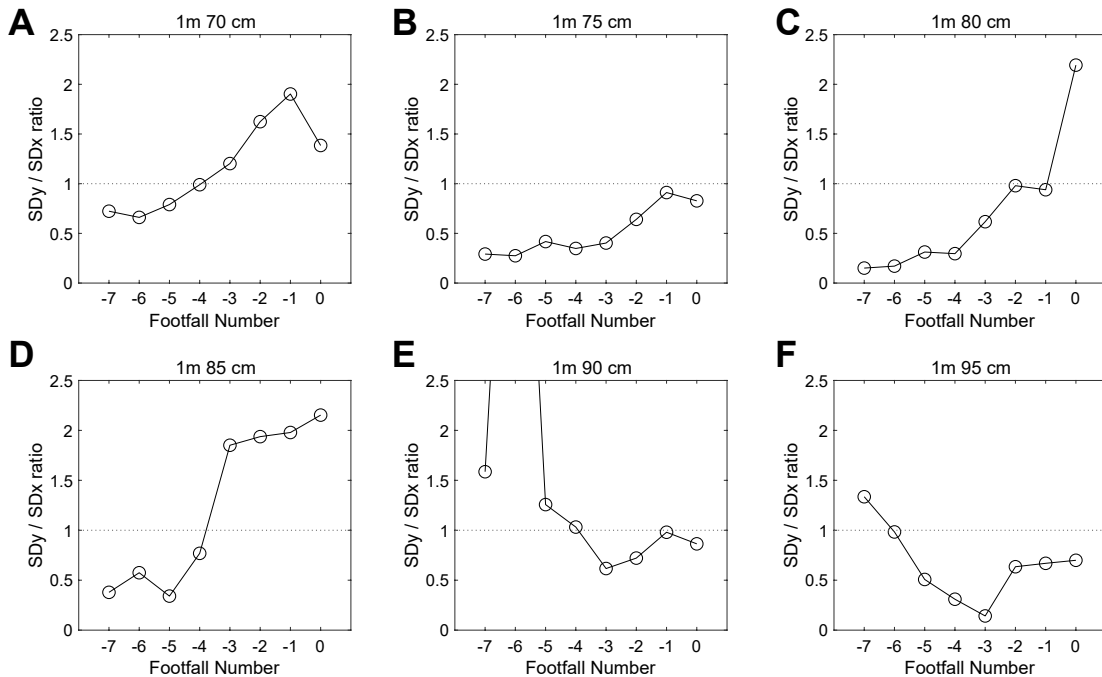 A
1m 70 cm
2.5
2
1.5
1
0.5
0
SDy / SDx ratio
-7 -6 -5 -4 -3 -2 -1 0
Footfall Number
B
1m 75 cm
2.5
2
1.5
1
0.5
0
SDy / SDx ratio
-7 -6 -5 -4 -3 -2 -1 0
Footfall Number
C
1m 80 cm
2.5
2
1.5
1
0.5
0
SDy / SDx ratio
-7 -6 -5 -4 -3 -2 -1 0
Footfall Number
D
1m 85 cm
2.5
2
1.5
1
0.5
0
SDy / SDx ratio
-7 -6 -5 -4 -3 -2 -1 0
Footfall Number
E
1m 90 cm
2.5
2
1.5
1
0.5
0
SDy / SDx ratio
-7 -6 -5 -4 -3 -2 -1 0
Footfall Number
F
1m 95 cm
2.5
2
1.5
1
0.5
0
SDy / SDx ratio
-7 -6 -5 -4 -3 -2 -1 0
Footfall Number